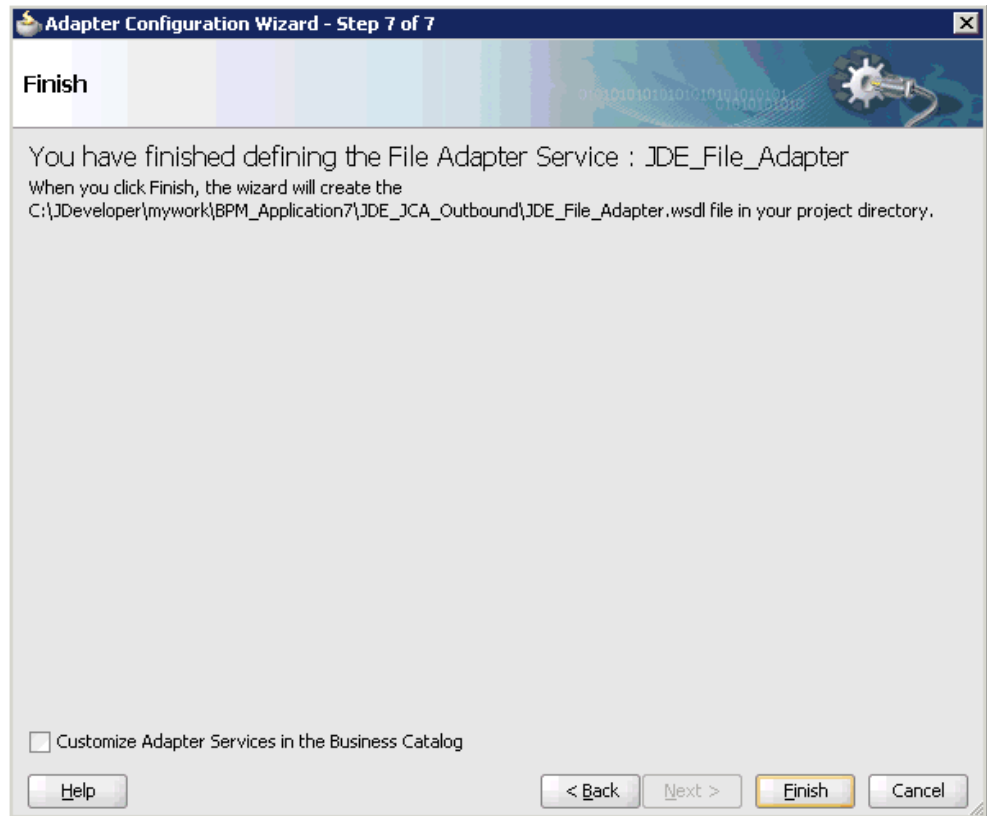 Adapter Configuration Wizard - Step 7 of 7
Finish
You have finished defining the File Adapter Service : JDE_File_Adapter
When you click Finish, the wizard will create the
C:\JDeveloper\mywork\BPM_Application7\JDE_JCA_Outbound\JDE_File_Adapter.wsdl file in your project directory.
Customize Adapter Services in the Business Catalog
Help
< Back
Next >
Finish
Cancel